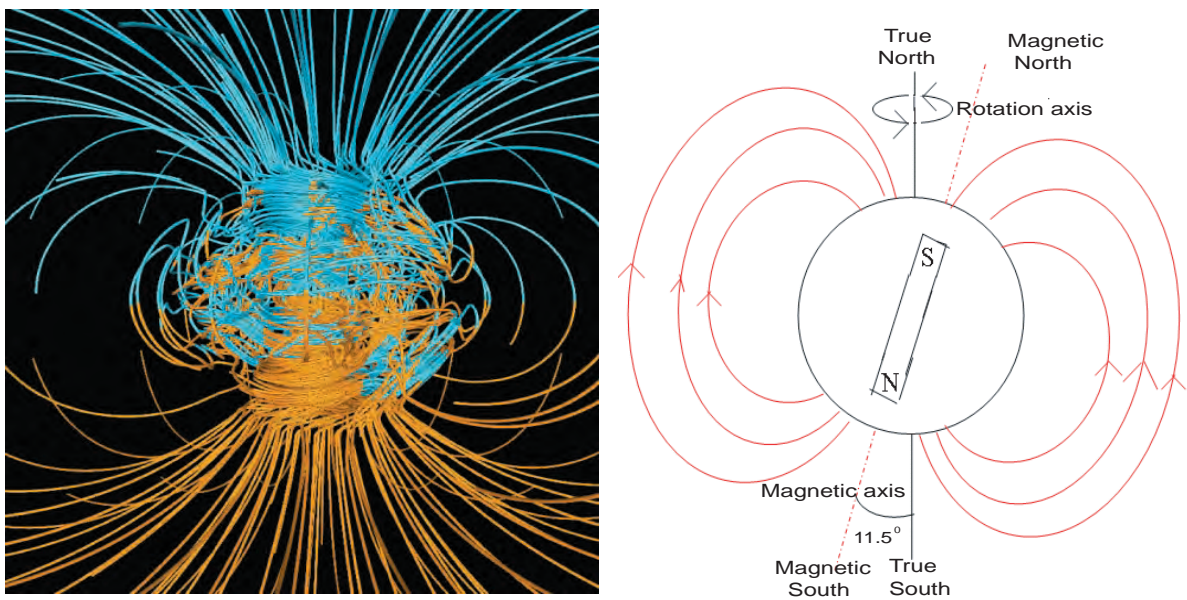 True
North
Magnetic
North
Rotation axis
S
N
Magnetic axis
11.5°
Magnetic
South
True
South